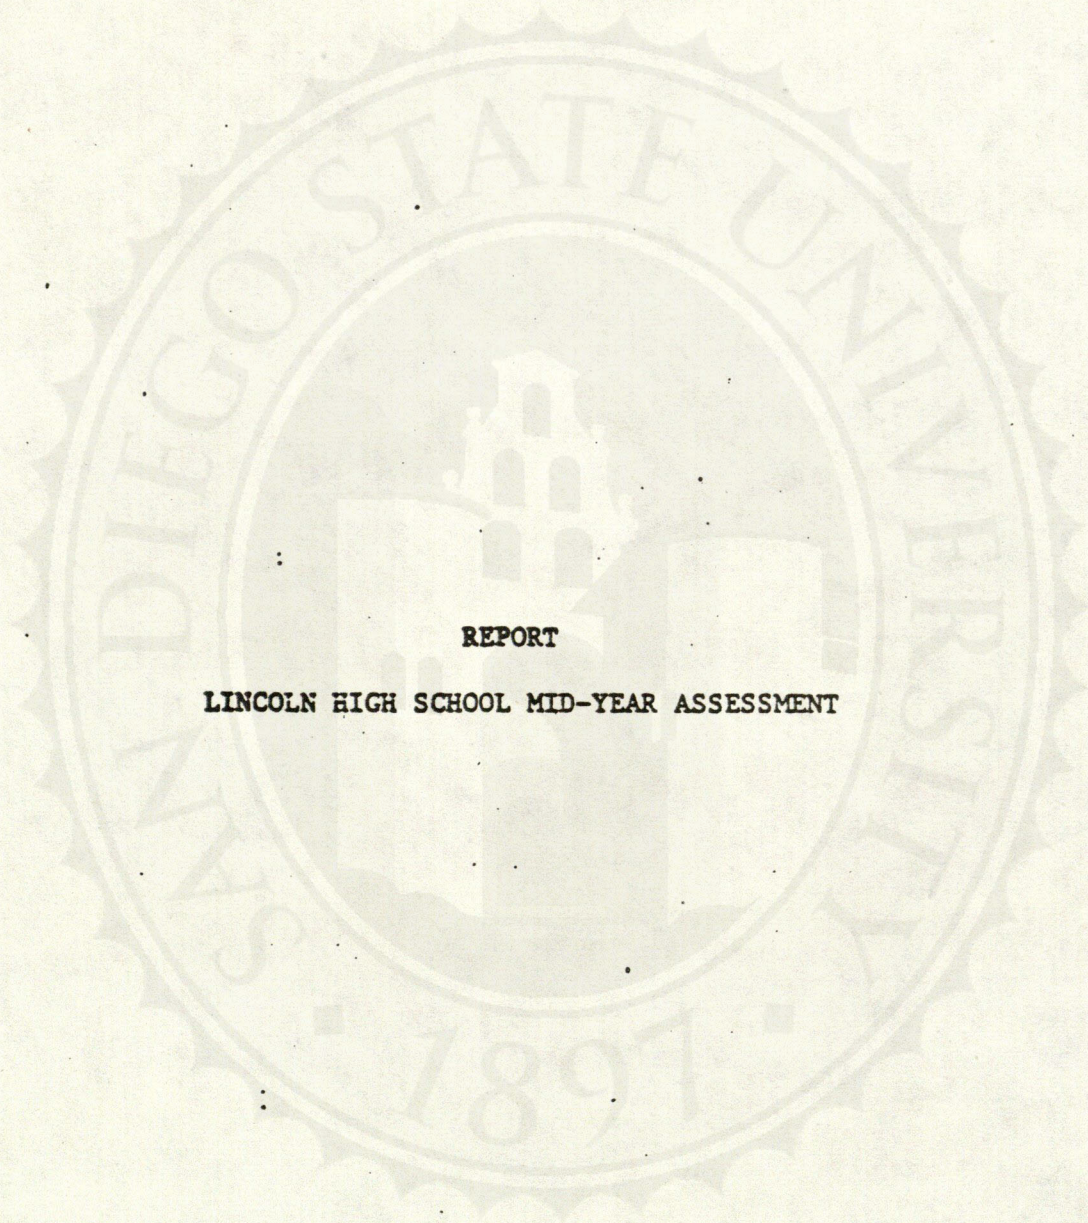 SAN DIEGO STATE UNIVERSITY
REPORT
LINCOLN HIGH SCHOOL MID-YEAR ASSESSMENT
1897